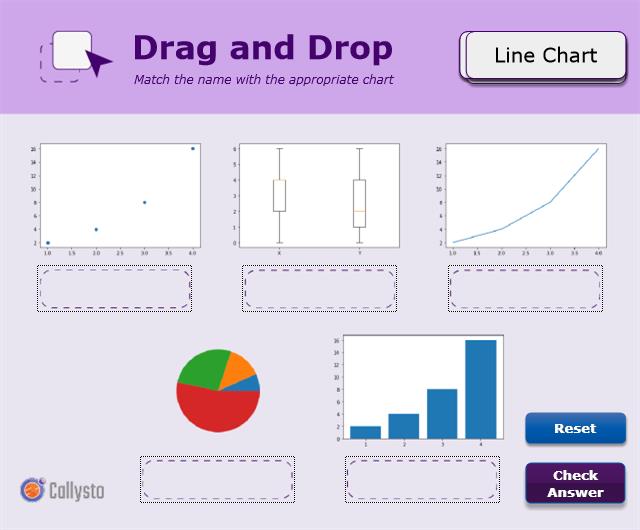 Drag and Drop
Match the name with the appropriate chart
Line Chart
16
14
12
10
8
6
4
2
1.0 1.5 2.0 2.5 3.0 3.5 4.0
6
5
4
3
2
1
0
X Y
16
14
12
10
8
6
4
2
1.0 1.5 2.0 2.5 3.0 3.5 4.0
16
14
12
10
8
6
4
2
0
1 2 3 4
Reset
Check
Answer
Callysto